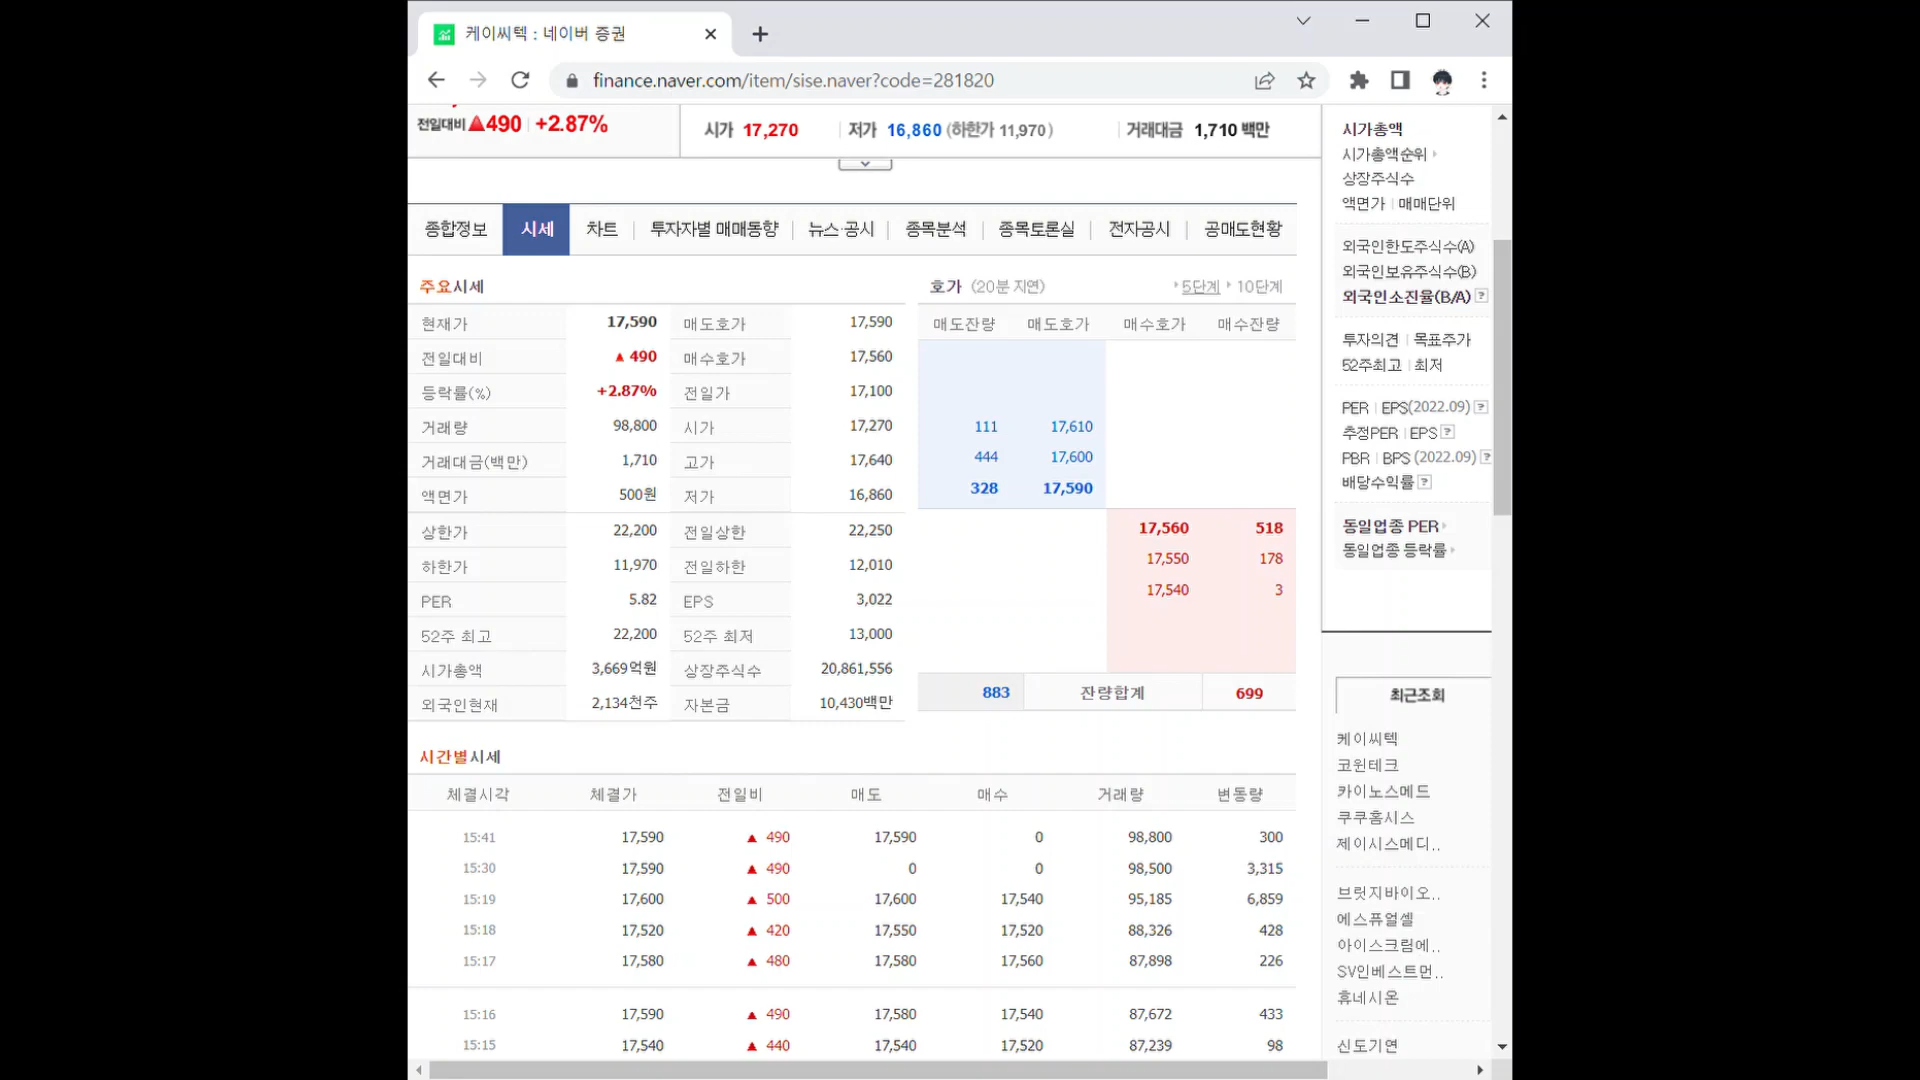 케이씨텍 : 네이버 증권
finance.naver.com/item/sise.naver?code=281820
전일대비 ▲490 +2.87%
시가 17,270 저가 16,860 (하한가 11,970) 거래대금 1,710 백만
종합정보 시세 차트 투자자별 매매동향 뉴스·공시 종목분석 종목토론실 전자공시 공매도현황
주요시세
현재가 17,590 매도호가 17,590
전일대비 ▲ 490 매수호가 17,560
등락률(%) +2.87% 전일가 17,100
거래량 98,800 시가 17,270
거래대금(백만) 1,710 고가 17,640
액면가 500원 저가 16,860
상한가 22,200 전일상한 22,250
하한가 11,970 전일하한 12,010
PER 5.82 EPS 3,022
52주 최고 22,200 52주 최저 13,000
시가총액 3,669억원 상장주식수 20,861,556
외국인현재 2,134천주 자본금 10,430백만
호가 (20분 지연) 5단계 10단계
매도잔량 매도호가 매수호가 매수잔량
111 17,610
444 17,600
328 17,590
17,560 518
17,550 178
17,540 3
883 잔량합계 699
시간별시세
체결시각 체결가 전일비 매도 매수 거래량 변동량
15:41 17,590 ▲ 490 17,590 0 98,800 300
15:30 17,590 ▲ 490 0 0 98,500 3,315
15:19 17,600 ▲ 500 17,600 17,540 95,185 6,859
15:18 17,520 ▲ 420 17,550 17,520 88,326 428
15:17 17,580 ▲ 480 17,580 17,560 87,898 226
15:16 17,590 ▲ 490 17,580 17,540 87,672 433
15:15 17,540 ▲ 440 17,540 17,520 87,239 98
시가총액
시가총액순위
상장주식수
액면가 매매단위
외국인한도주식수(A)
외국인보유주식수(B)
외국인소진율(B/A) ?
투자의견 목표주가
52주최고 최저
PER EPS(2022.09) ?
추정PER EPS ?
PBR BPS (2022.09) ?
배당수익률 ?
동일업종 PER
동일업종 등락률
최근조회
케이씨텍
코윈테크
카이노스메드
쿠쿠홈시스
제이시스메디..
브릿지바이오..
에스퓨얼셀
아이스크림에..
SV인베스트먼..
휴네시온
신도기연